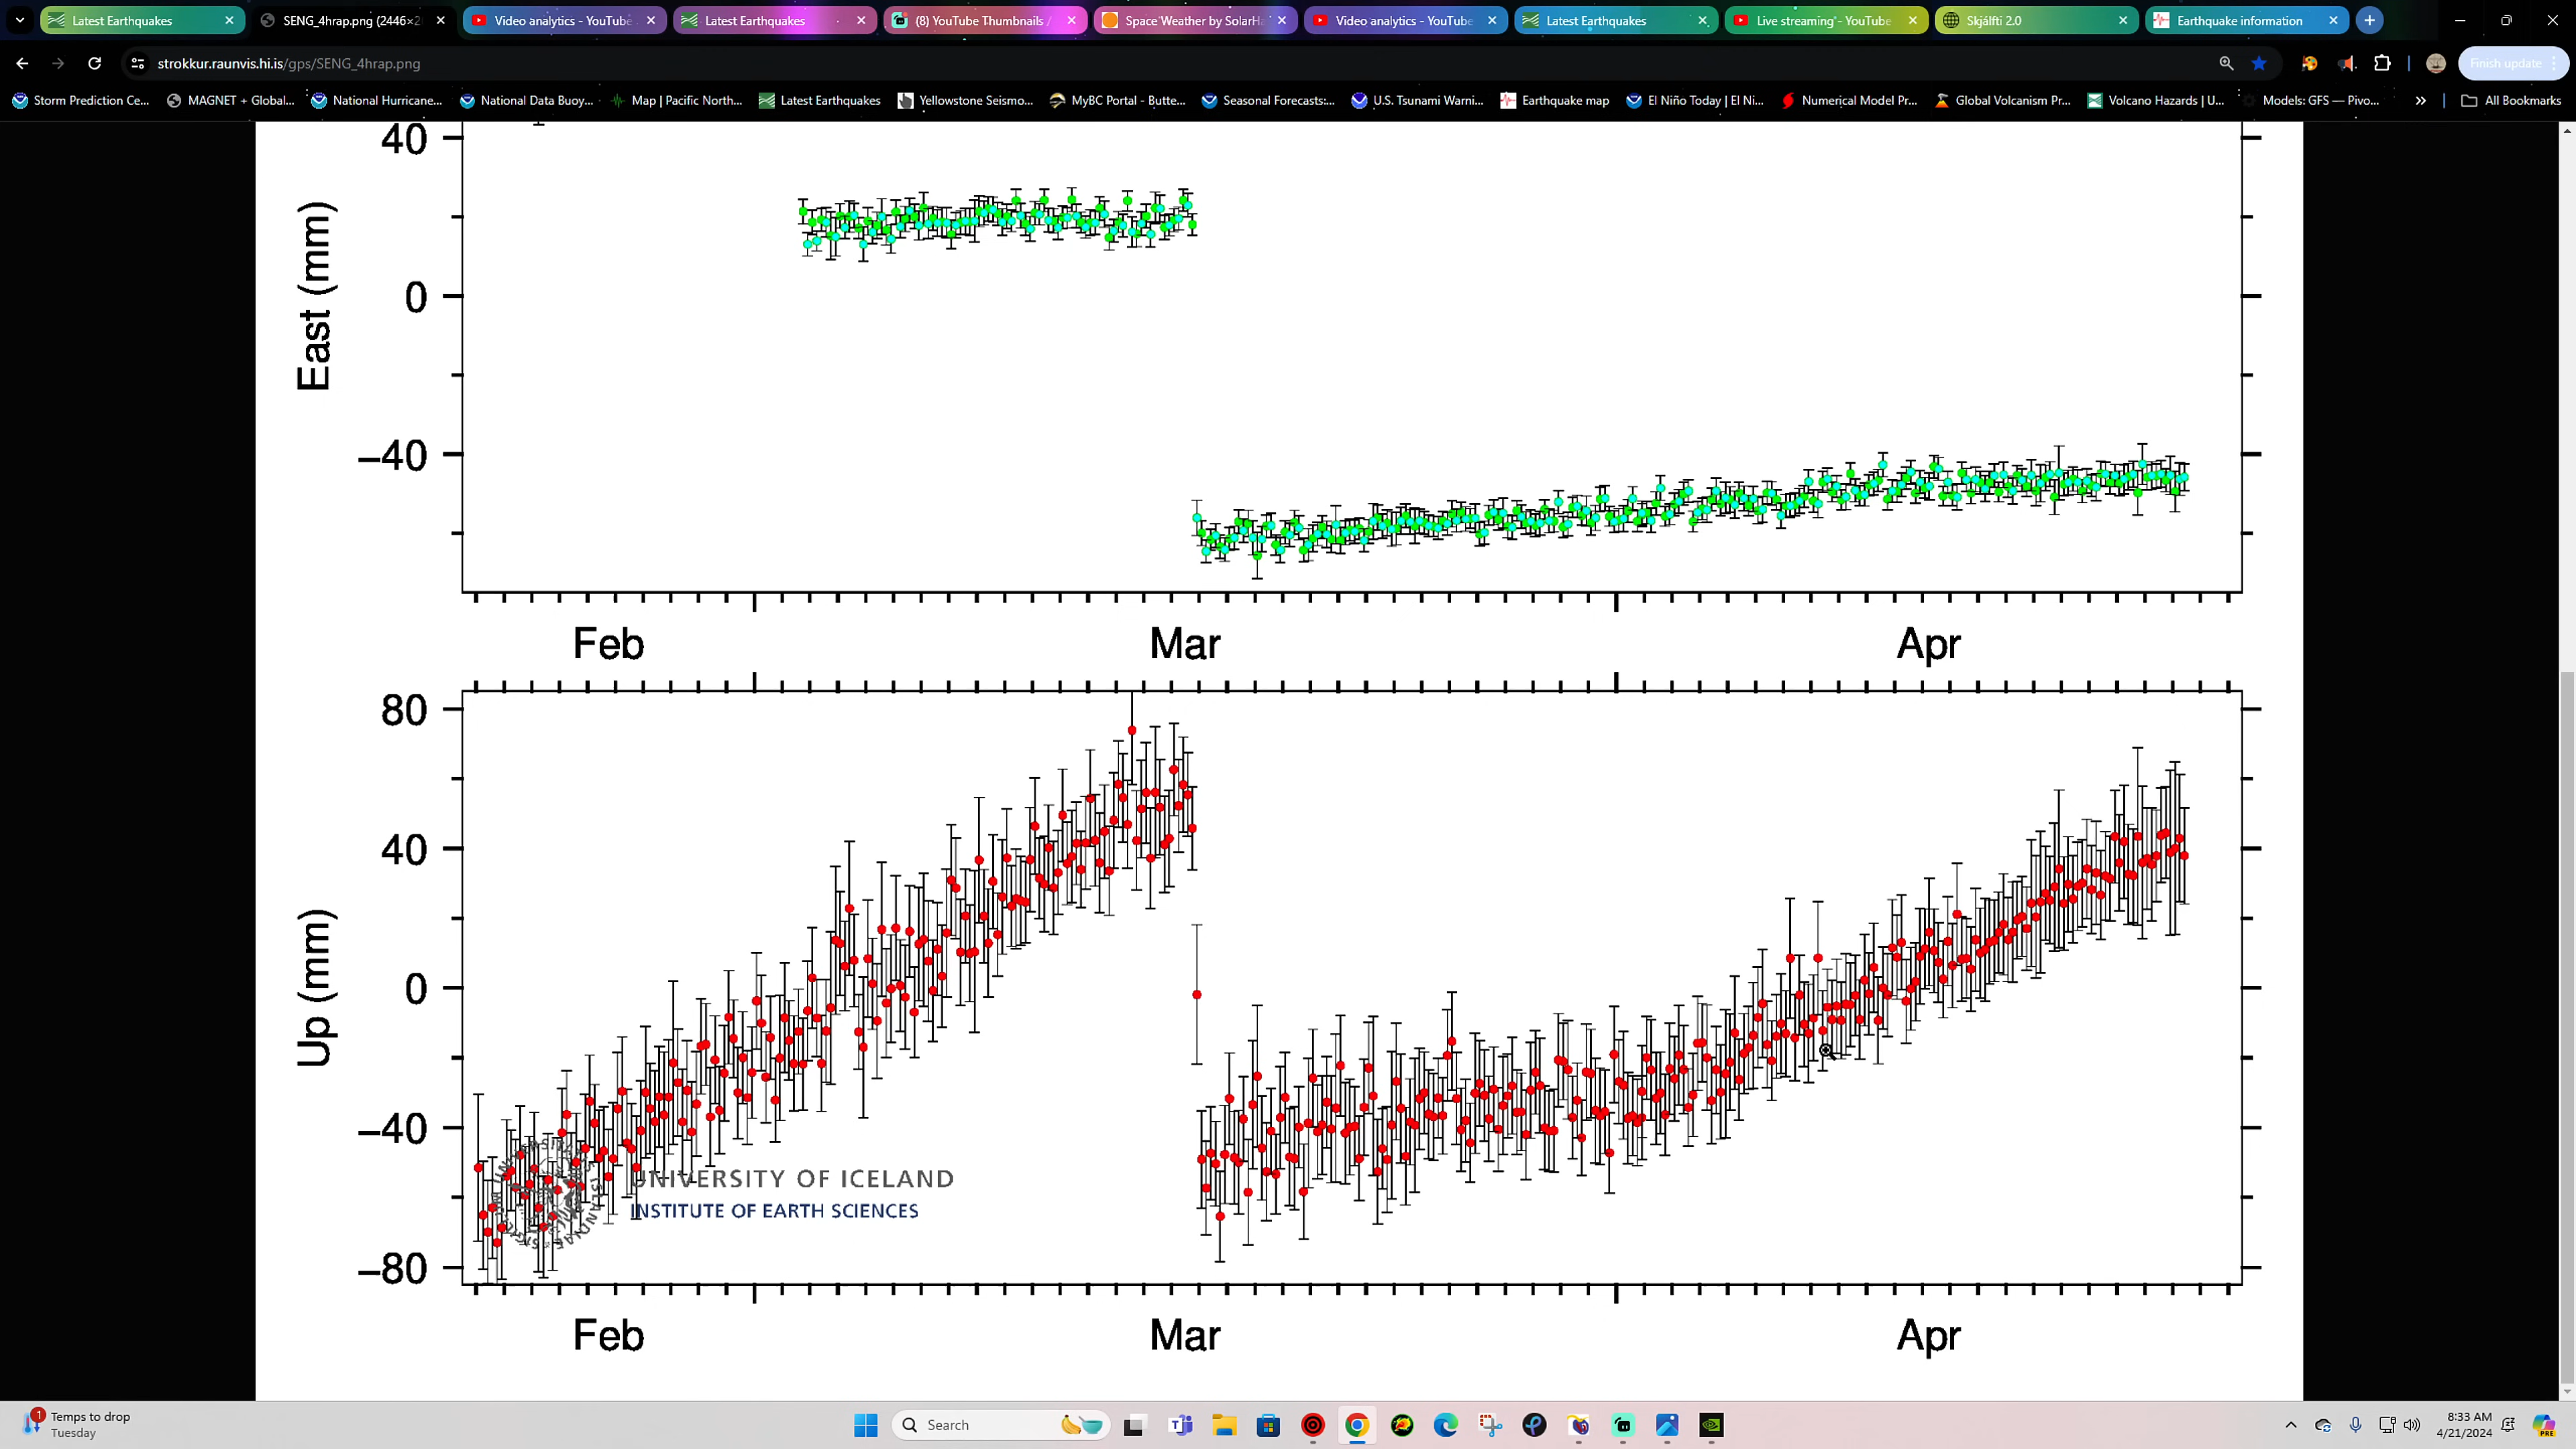 Latest Earthquakes
SENG_4hrap.png (2446×2
Video analytics - YouTube
Latest Earthquakes
(8) YouTube Thumbnails /
Space Weather by SolarHa
Video analytics - YouTube
Latest Earthquakes
Live streaming - YouTube
Skjálfti 2.0
Earthquake information
strokkur.raunvis.hi.is/gps/SENG_4hrap.png
Finish update
Storm Prediction Ce...
MAGNET + Global...
National Hurricane...
National Data Buoy...
Map | Pacific North...
Latest Earthquakes
Yellowstone Seismo...
MyBC Portal - Butte...
Seasonal Forecasts:...
U.S. Tsunami Warni...
Earthquake map
El Niño Today | El Ni...
Numerical Model Pr...
Global Volcanism Pr...
Volcano Hazards | U...
Models: GFS — Pivo...
All Bookmarks
40
0
−40
East (mm)
Feb Mar Apr
80
40
0
−40
−80
Up (mm)
UNIVERSITY OF ICELAND
INSTITUTE OF EARTH SCIENCES
Feb Mar Apr
1
Temps to drop
Tuesday
Search
8:33 AM
4/21/2024
PRE